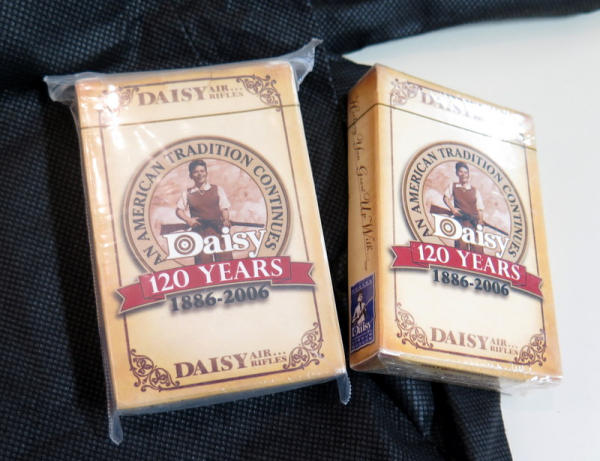 DAISY AIR... RIFLES
AN AMERICAN TRADITION CONTINUES
Daisy
120 YEARS
1886-2006
DAISY AIR... RIFLES
DAISY
AN AMERICAN TRADITION CONTINUES
Daisy
120 YEARS
1886-2006
DAISY AIR... RIFLES
Daisy